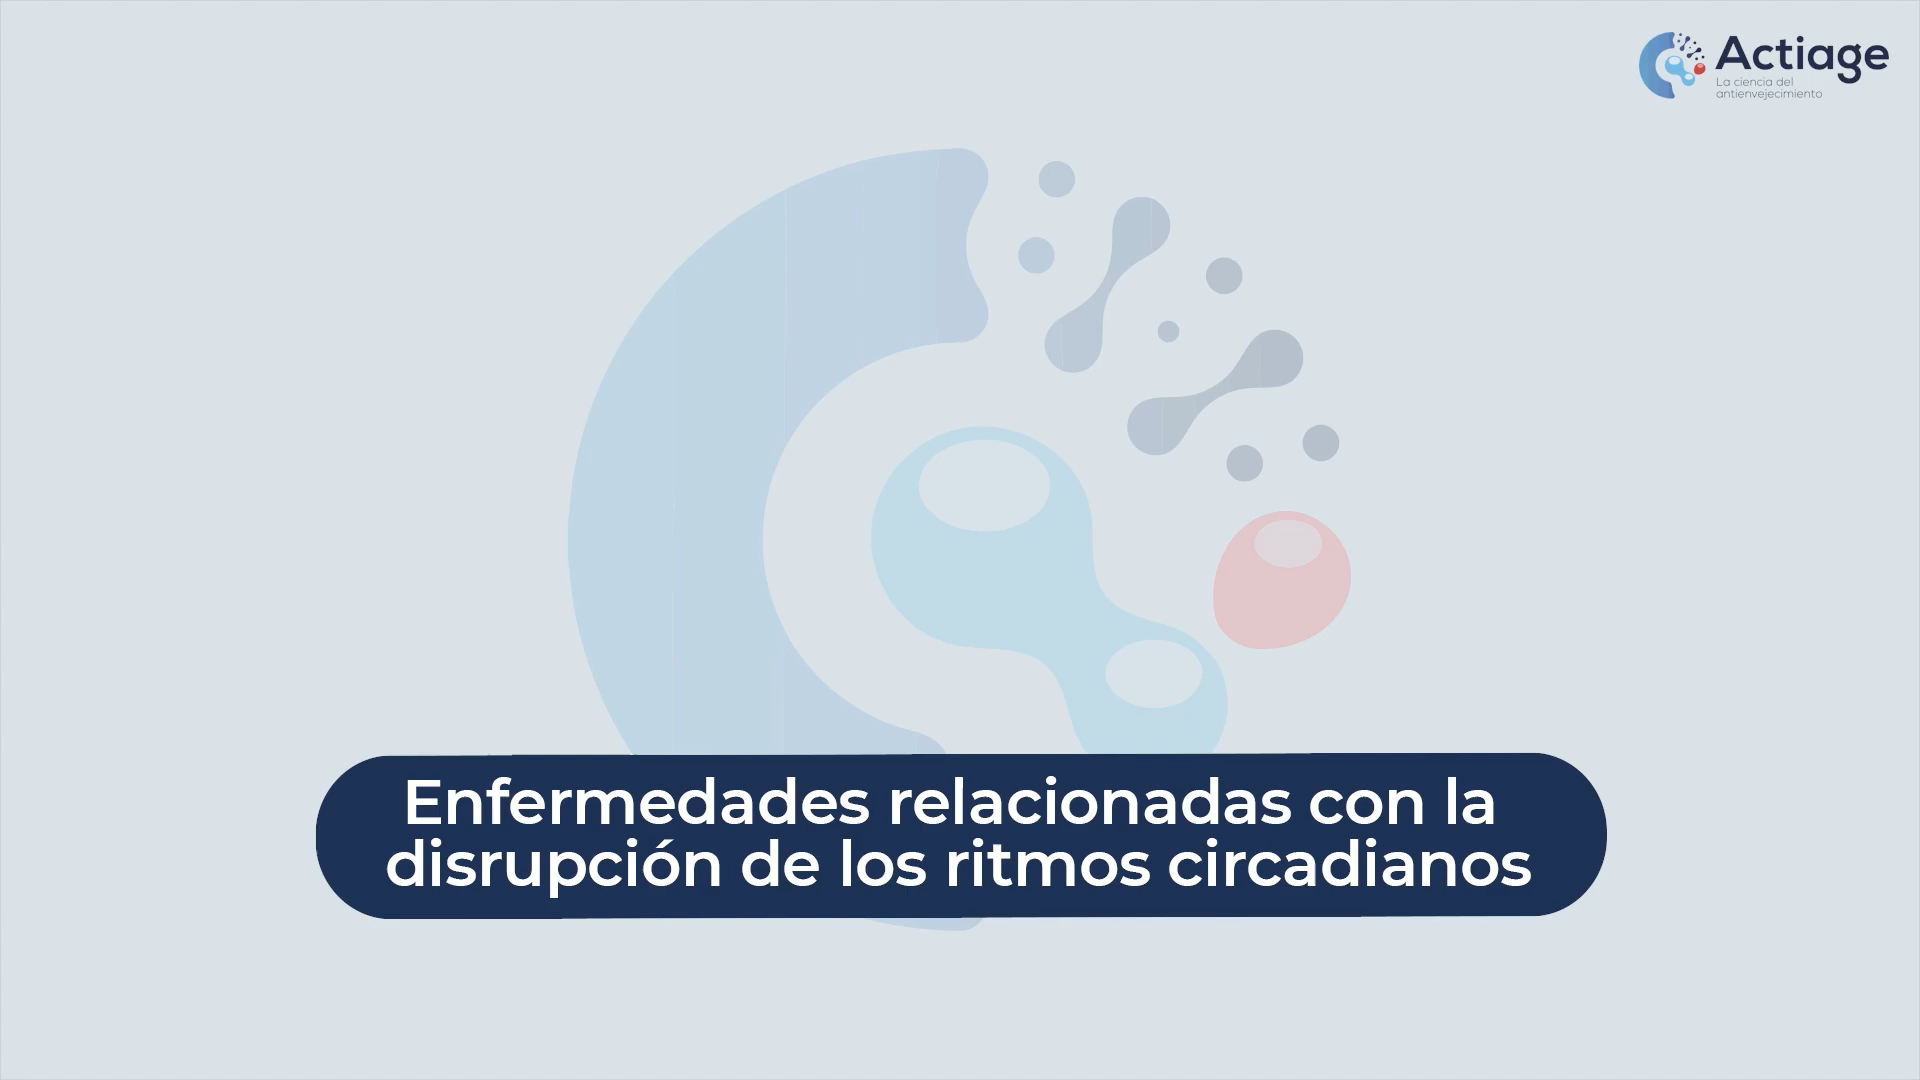 Actiage
La ciencia del
antienvejecimiento
Enfermedades relacionadas con la
disrupción de los ritmos circadianos